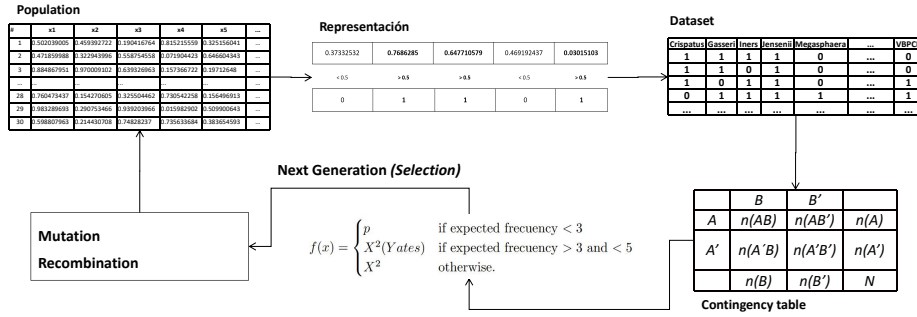 Population
# x1 x2 x3 x4 x5 ...
1 0.502039005 0.459392722 0.190416764 0.815215559 0.325156041 ...
2 0.471859988 0.322943996 0.558754558 0.071904423 0.646604343 ...
3 0.884867951 0.970009102 0.639326963 0.157366722 0.19712648 ...
... ... ... ... ... ... ...
28 0.760473437 0.154270605 0.325504462 0.730542258 0.156496913 ...
29 0.983289693 0.290753466 0.939203966 0.015982902 0.509900643 ...
30 0.598807963 0.214430708 0.74828237 0.735633684 0.383654593 ...
Representación
0.37332532 0.7686285 0.647710579 0.469192437 0.03015103
< 0.5 > 0.5 > 0.5 < 0.5 > 0.5
0 1 1 0 1
Dataset
Crispatus Gasseri Iners Jensenii Megasphaera ... VBPCR
1 1 1 1 0 ... 0
1 1 0 1 0 ... 0
1 0 1 1 0 ... 1
0 1 1 1 1 ... 1
... ... ... ... ... ... ...
Next Generation (Selection)
Mutation
Recombination
f(x) = { p if expected frecuency < 3
X²(Yates) if expected frecuency > 3 and < 5
X² otherwise.
B B'
A n(AB) n(AB') n(A)
A' n(A´B) n(A'B') n(A')
n(B) n(B') N
Contingency table